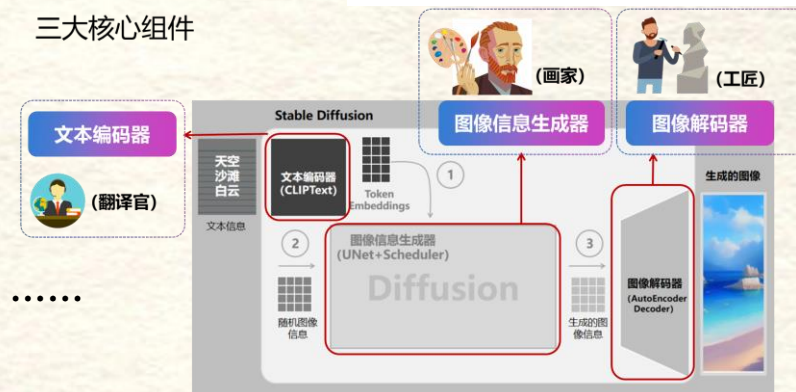 三大核心组件
(画家)
(工匠)
Stable Diffusion
图像信息生成器
图像解码器
文本编码器
(翻译官)
天空
沙滩
白云
文本信息
文本编码器
(CLIPText)
Token
Embeddings
1
生成的图像
2
随机图像
信息
图像信息生成器
(UNet+Scheduler)
Diffusion
3
生成的图
像信息
图像解码器
(AutoEncoder
Decoder)
……